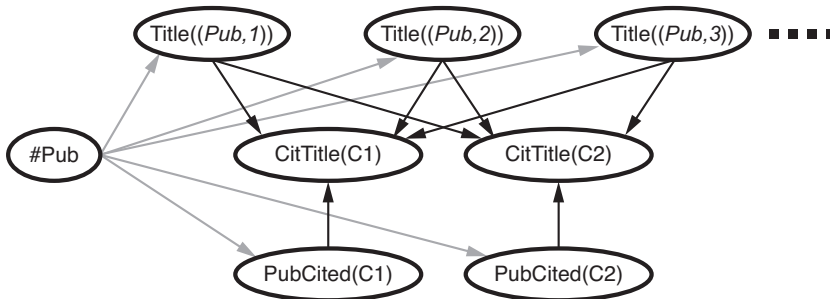 Title((Pub,1)) Title((Pub,2)) Title((Pub,3))
#Pub CitTitle(C1) CitTitle(C2)
PubCited(C1) PubCited(C2)